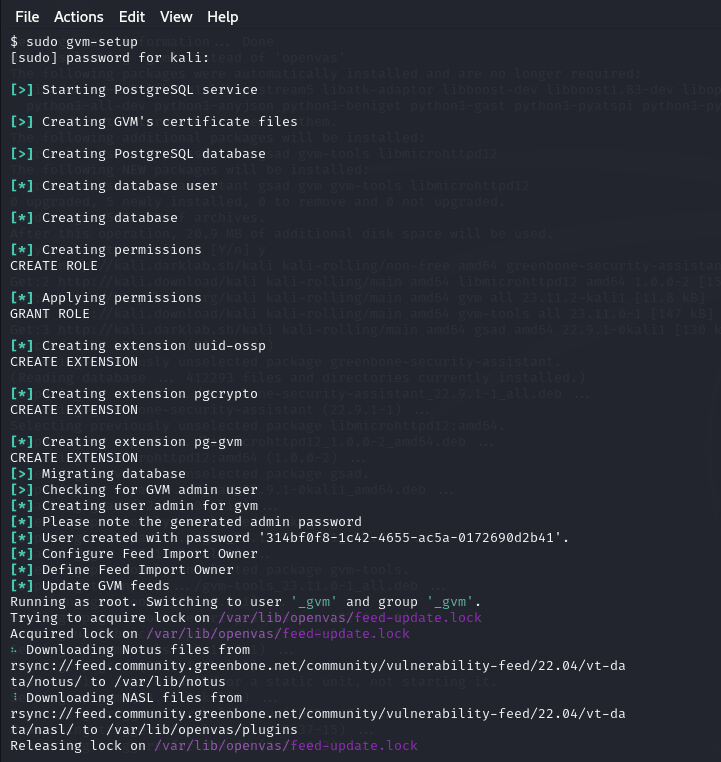 File Actions Edit View Help
$ sudo gvm-setup
[sudo] password for kali:
[>] Starting PostgreSQL service
[>] Creating GVM's certificate files
[>] Creating PostgreSQL database
[*] Creating database user
[*] Creating database
[*] Creating permissions
CREATE ROLE
[*] Applying permissions
GRANT ROLE
[*] Creating extension uuid-ossp
CREATE EXTENSION
[*] Creating extension pgcrypto
CREATE EXTENSION
[*] Creating extension pg-gvm
CREATE EXTENSION
[>] Migrating database
[>] Checking for GVM admin user
[*] Creating user admin for gvm
[*] Please note the generated admin password
[*] User created with password '314bf0f8-1c42-4655-ac5a-0172690d2b41'.
[*] Configure Feed Import Owner
[*] Define Feed Import Owner
[*] Update GVM feeds
Running as root. Switching to user '_gvm' and group '_gvm'.
Trying to acquire lock on /var/lib/openvas/feed-update.lock
Acquired lock on /var/lib/openvas/feed-update.lock
Downloading Notus files from
rsync://feed.community.greenbone.net/community/vulnerability-feed/22.04/vt-da
ta/notus/ to /var/lib/notus
Downloading NASL files from
rsync://feed.community.greenbone.net/community/vulnerability-feed/22.04/vt-da
ta/nasl/ to /var/lib/openvas/plugins
Releasing lock on /var/lib/openvas/feed-update.lock